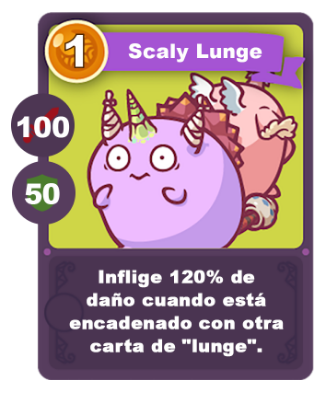 1
Scaly Lunge
100
50
Inflige 120% de
daño cuando está
encadenado con otra
carta de "lunge".